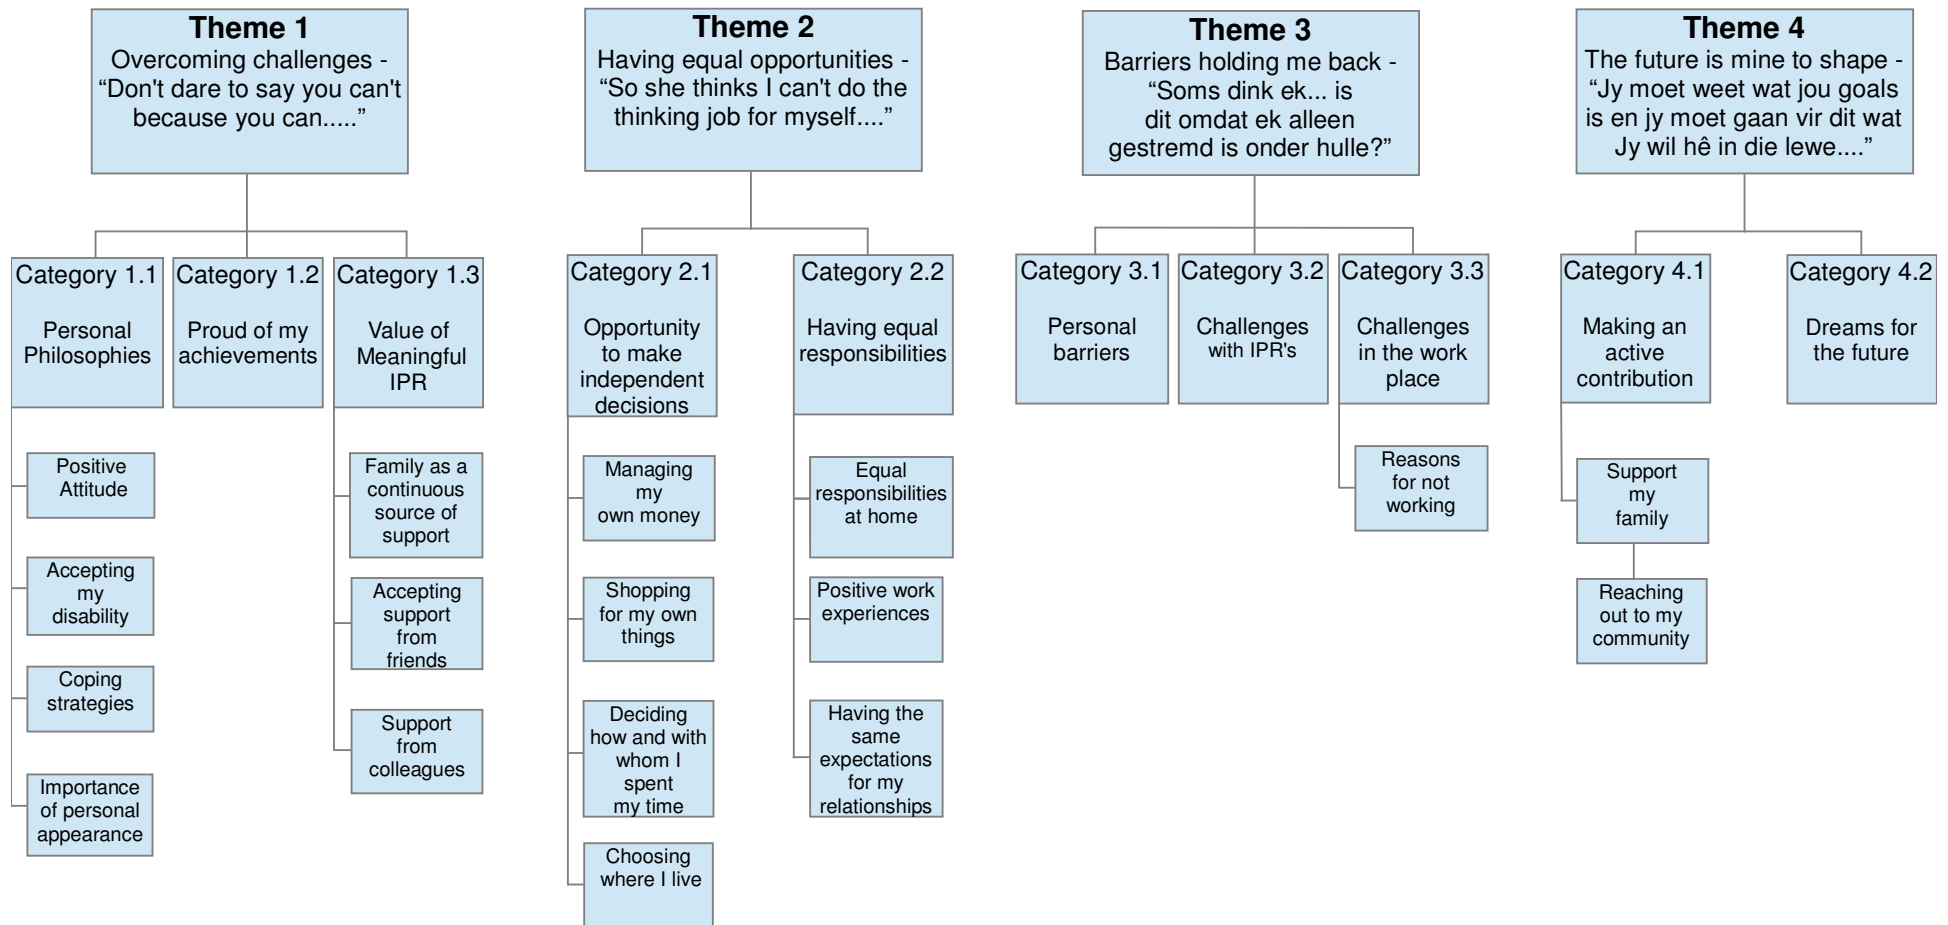 Theme 1
Overcoming challenges -
“Don't dare to say you can't
because you can.....”
Theme 2
Having equal opportunities -
“So she thinks I can't do the
thinking job for myself....”
Theme 3
Barriers holding me back -
“Soms dink ek... is
dit omdat ek alleen
gestremd is onder hulle?”
Theme 4
The future is mine to shape -
“Jy moet weet wat jou goals
is en jy moet gaan vir dit wat
Jy wil hê in die lewe....”
Category 1.1
Personal
Philosophies
Category 1.2
Proud of my
achievements
Category 1.3
Value of
Meaningful
IPR
Category 2.1
Opportunity
to make
independent
decisions
Category 2.2
Having equal
responsibilities
Category 3.1
Personal
barriers
Category 3.2
Challenges
with IPR's
Category 3.3
Challenges
in the work
place
Category 4.1
Making an
active
contribution
Category 4.2
Dreams for
the future
Positive
Attitude
Accepting
my
disability
Coping
strategies
Importance
of personal
appearance
Family as a
continuous
source of
support
Accepting
support
from
friends
Support
from
colleagues
Managing
my
own money
Shopping
for my own
things
Deciding
how and with
whom I
spent
my time
Choosing
where I live
Equal
responsibilities
at home
Positive work
experiences
Having the
same
expectations
for my
relationships
Reasons
for not
working
Support
my
family
Reaching
out to my
community